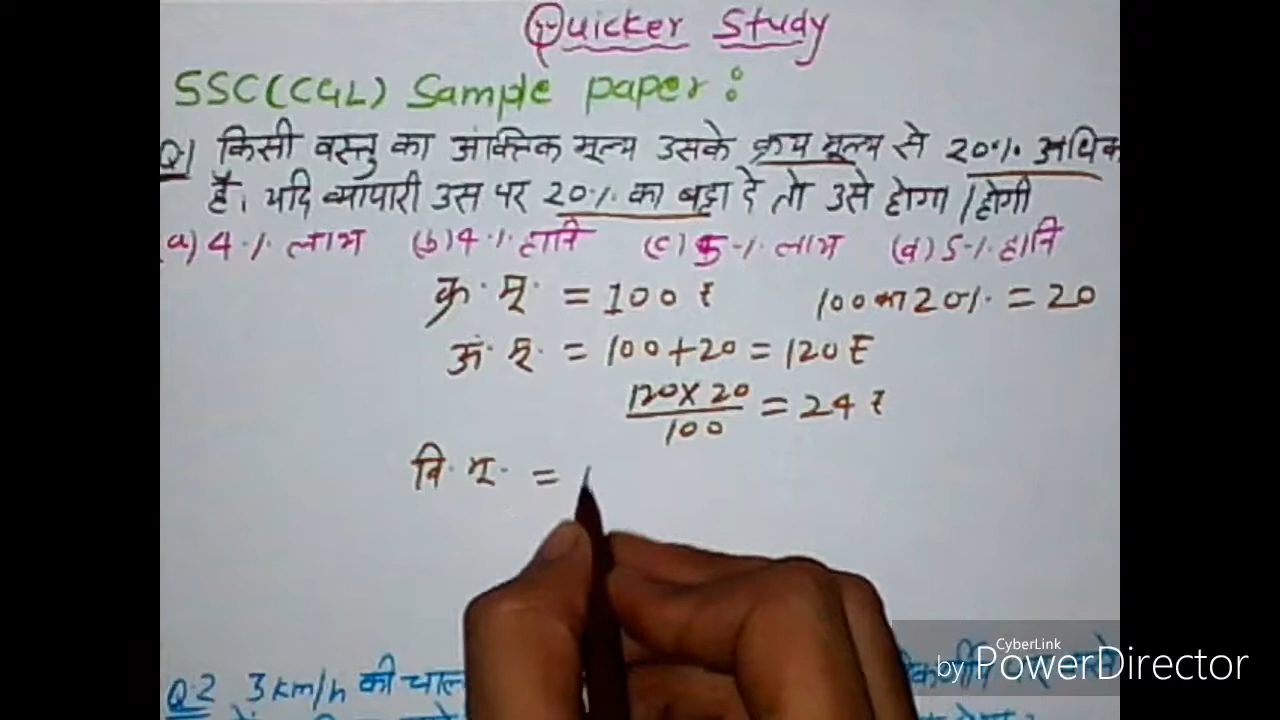 Quicker Study
SSC(CGL) Sample paper :
Q1 किसी वस्तु का अंकित मूल्य उसके क्रय मूल्य से 20% अधिक
है। यदि व्यापारी उस पर 20% का बट्टा दे तो उसे होगा / होगी
(a) 4% लाभ (b) 4% हानि (c) 5% लाभ (d) 5% हानि
क्र. मू. = 100 ₹ 100 का 20% = 20
अं. मू. = 100+20 = 120 ₹
120 X 20
100
= 24 ₹
वि. मू. =
Q.2 3 km/h की चाल
CyberLink
by PowerDirector